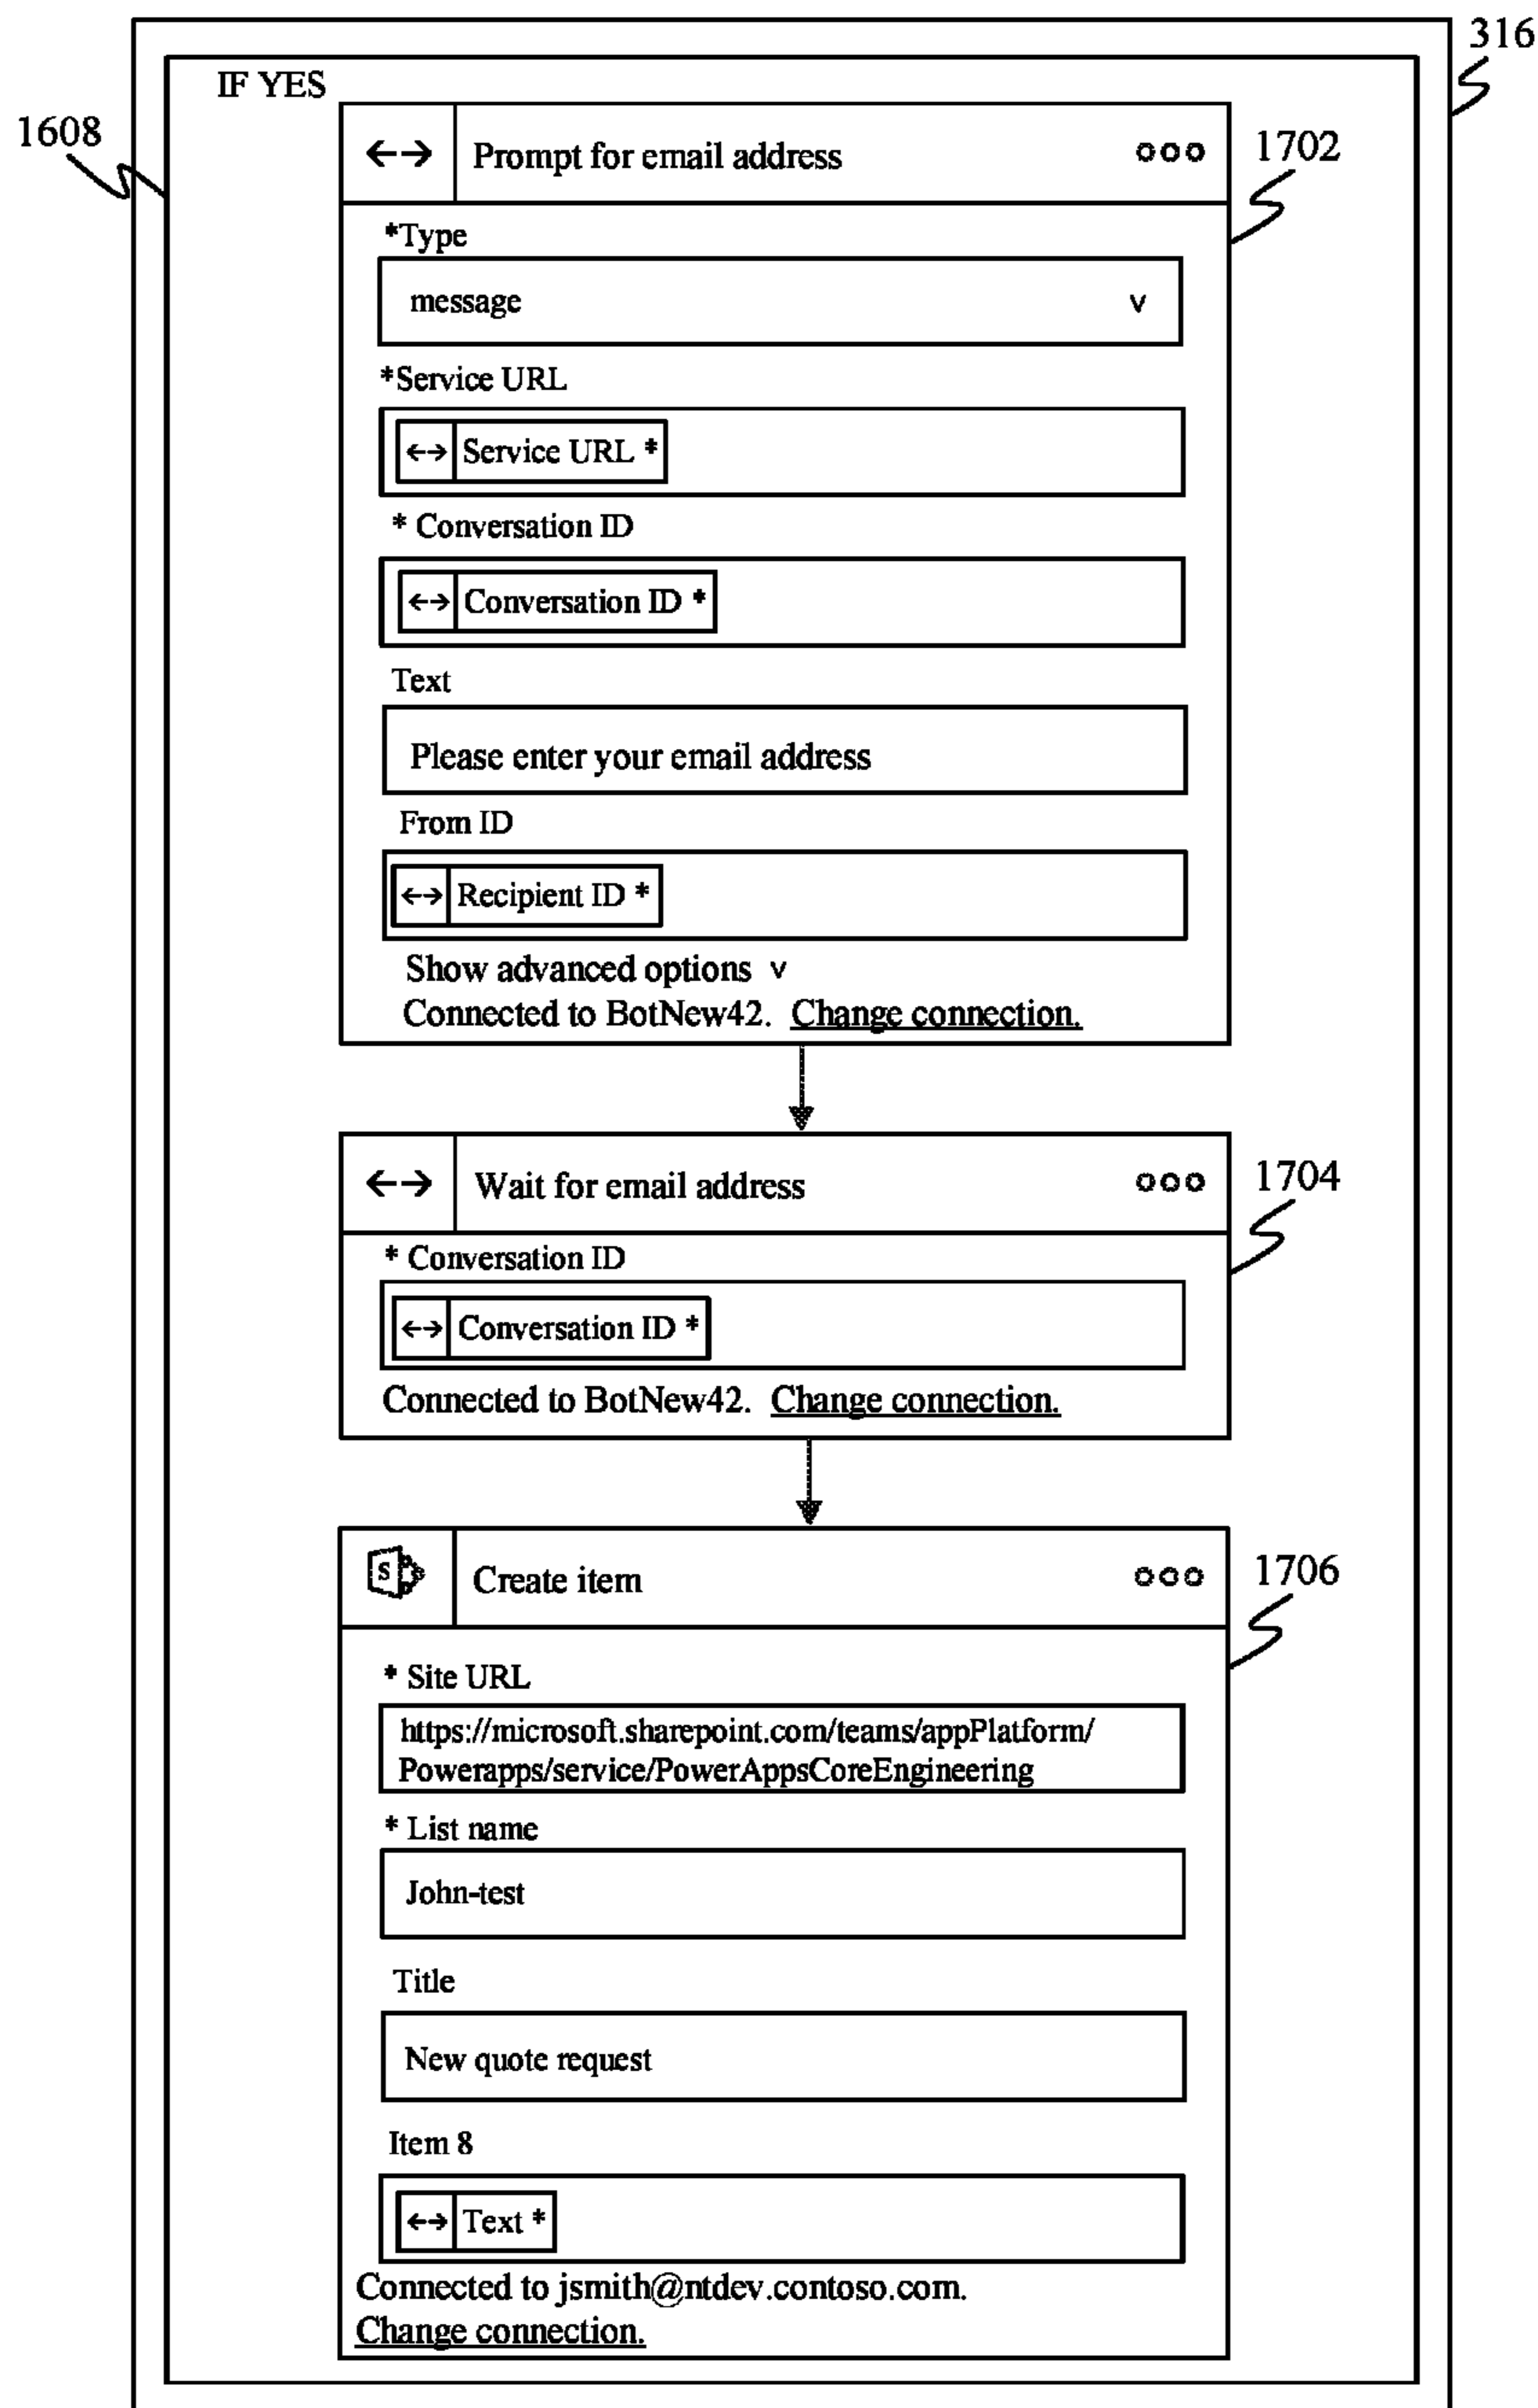 316
IF YES
1608
←→ Prompt for email address ooo
1702
*Type
message v
*Service URL
←→ Service URL *
* Conversation ID
←→ Conversation ID *
Text
Please enter your email address
From ID
←→ Recipient ID *
Show advanced options v
Connected to BotNew42. Change connection.
←→ Wait for email address ooo
1704
* Conversation ID
←→ Conversation ID *
Connected to BotNew42. Change connection.
S Create item ooo
1706
* Site URL
https://microsoft.sharepoint.com/teams/appPlatform/
Powerapps/service/PowerAppsCoreEngineering
* List name
John-test
Title
New quote request
Item 8
←→ Text *
Connected to jsmith@ntdev.contoso.com.
Change connection.